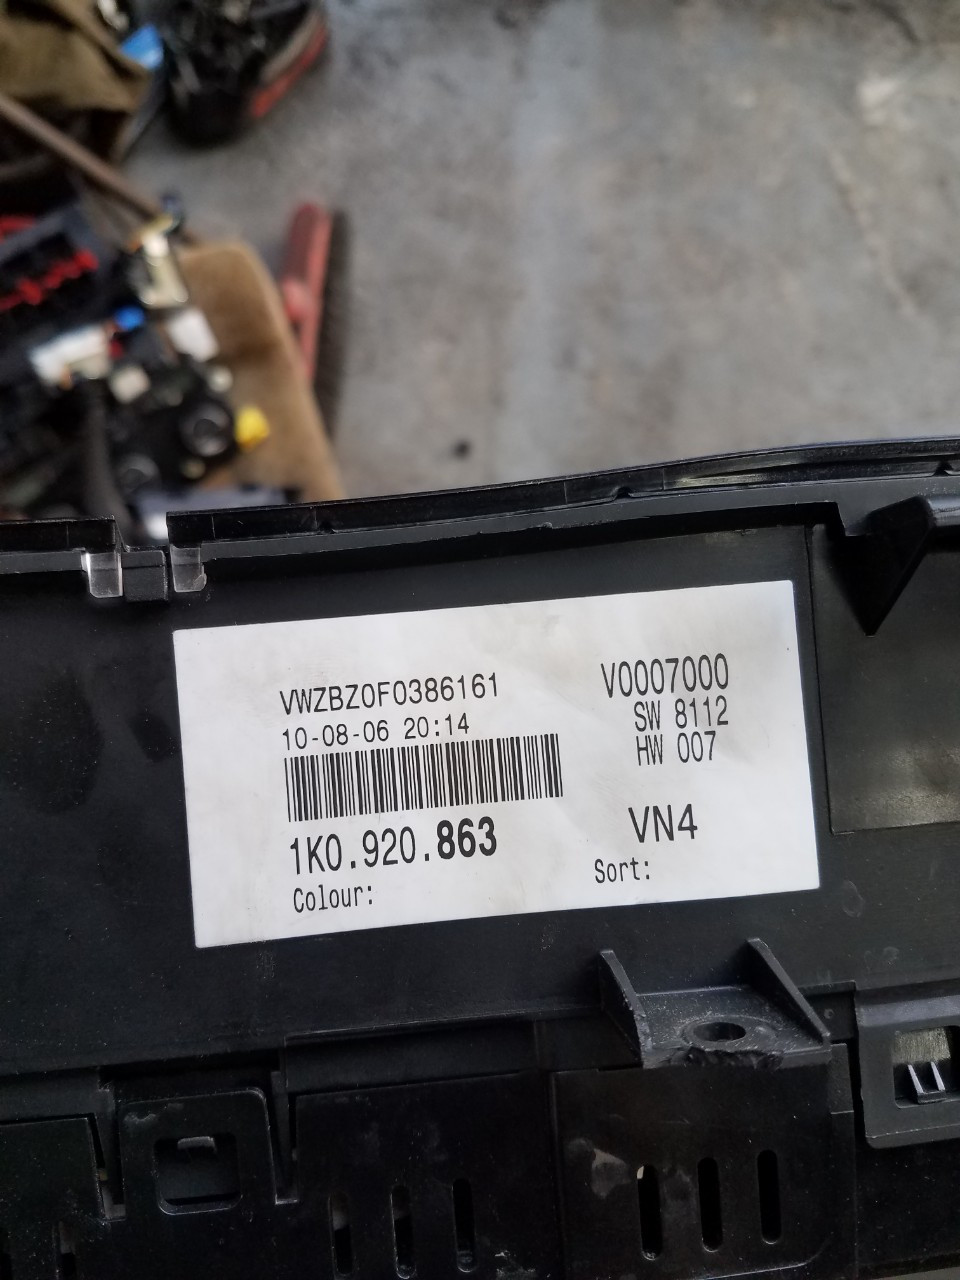 VWZBZ0F0386161
10-08-06 20:14
1K0.920.863
Colour:
V0007000
SW 8112
HW 007
VN4
Sort: